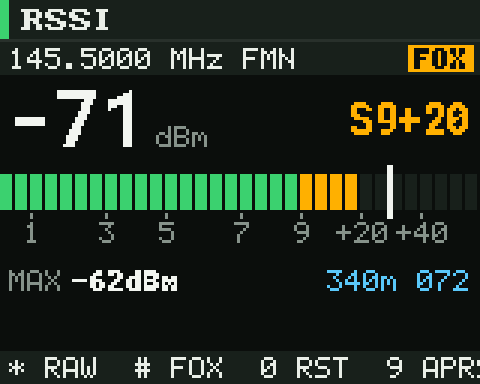 RSSI
145.5000 MHz FMN FOX
-71 dBm S9+20
1 3 5 7 9 +20 +40
MAX -62dBm 340m 072
* RAW # FOX 0 RST 9 APRS